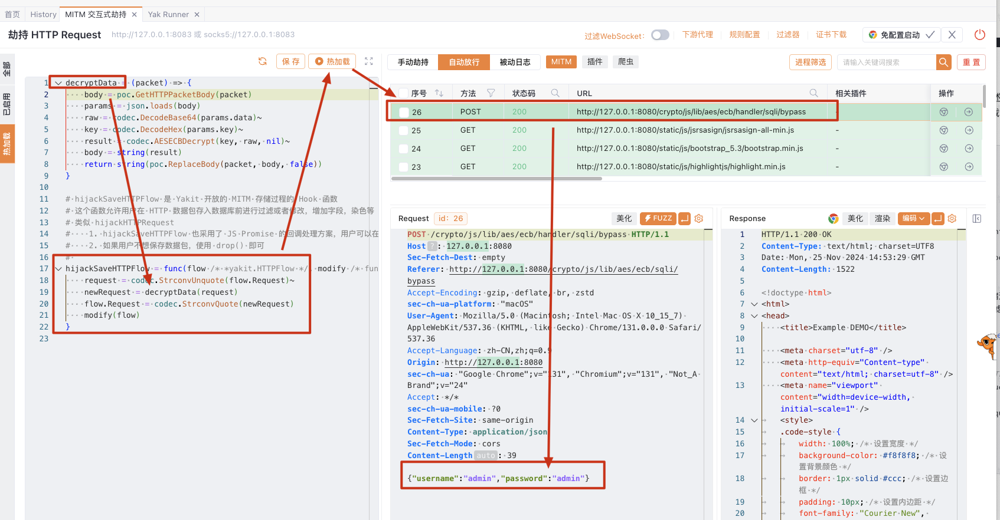 首页 History MITM 交互式劫持 × Yak Runner ×
劫持 HTTP Request http://127.0.0.1:8083 或 socks5://127.0.0.1:8083
过滤WebSocket: 下游代理 规则配置 过滤器 证书下载 免配置启动
全部
已启用
热加载
保 存 热加载
1 decryptData = (packet) => {
2 body = poc.GetHTTPPacketBody(packet)
3 params = json.loads(body)
4 raw = codec.DecodeBase64(params.data)~
5 key = codec.DecodeHex(params.key)~
6 result = codec.AESECBDecrypt(key, raw, nil)~
7 body = string(result)
8 return string(poc.ReplaceBody(packet, body, false))
9 }
10
11 # hijackSaveHTTPFlow 是 Yakit 开放的 MITM 存储过程的 Hook 函数
12 # 这个函数允许用户在 HTTP 数据包存入数据库前进行过滤或者修改，增加字段，染色等
13 # 类似 hijackHTTPRequest
14 # 1. hijackSaveHTTPFlow 也采用了 JS Promise 的回调处理方案，用户可以在
15 # 2. 如果用户不想保存数据包，使用 drop() 即可
16 #
17 hijackSaveHTTPFlow = func(flow /* *yakit.HTTPFlow */, modify /* fun
18 request = codec.StrconvUnquote(flow.Request)~
19 newRequest = decryptData(request)
20 flow.Request = codec.StrconvQuote(newRequest)
21 modify(flow)
22 }
23
手动劫持 自动放行 被动日志 MITM 插件 爬虫 进程筛选 请输入关键词搜索 重 置
序号 方法 状态码 URL 相关插件 操作
26 POST 200 http://127.0.0.1:8080/crypto/js/lib/aes/ecb/handler/sqli/bypass -
25 GET 200 http://127.0.0.1:8080/static/js/jsrsasign/jsrsasign-all-min.js -
24 GET 200 http://127.0.0.1:8080/static/js/bootstrap_5.3/bootstrap.min.js -
23 GET 200 http://127.0.0.1:8080/static/js/highlightjs/highlight.min.js -
Request id: 26 美化 FUZZ
POST /crypto/js/lib/aes/ecb/handler/sqli/bypass HTTP/1.1
Host ? : 127.0.0.1:8080
Sec-Fetch-Dest: empty
Referer: http://127.0.0.1:8080/crypto/js/lib/aes/ecb/sqli/
bypass
Accept-Encoding: gzip, deflate, br, zstd
sec-ch-ua-platform: "macOS"
User-Agent: Mozilla/5.0 (Macintosh; Intel Mac OS X 10_15_7)
AppleWebKit/537.36 (KHTML, like Gecko) Chrome/131.0.0.0 Safari/
537.36
Accept-Language: zh-CN,zh;q=0.9
Origin: http://127.0.0.1:8080
sec-ch-ua: "Google Chrome";v="131", "Chromium";v="131", "Not_A
Brand";v="24"
Accept: */*
sec-ch-ua-mobile: ?0
Sec-Fetch-Site: same-origin
Content-Type: application/json
Sec-Fetch-Mode: cors
Content-Length auto : 39
{"username":"admin","password":"admin"}
Response 美化 渲染 编码
1 HTTP/1.1 200 OK
2 Content-Type: text/html; charset=UTF8
3 Date: Mon, 25 Nov 2024 14:53:29 GMT
4 Content-Length: 1522
5
6 <!doctype html>
7 <html>
8 <head>
9 <title>Example DEMO</title>
10
11 <meta charset="utf-8" />
12 <meta http-equiv="Content-type"
content="text/html; charset=utf-8" />
13 <meta name="viewport"
content="width=device-width,
initial-scale=1" />
14 <style>
15 .code-style {
16 width: 100%; /* 设置宽度 */
17 background-color: #f8f8f8; /* 设
置背景颜色 */
18 border: 1px solid #ccc; /* 设置边
框 */
19 padding: 10px; /* 设置内边距 */
20 font-family: "Courier New",